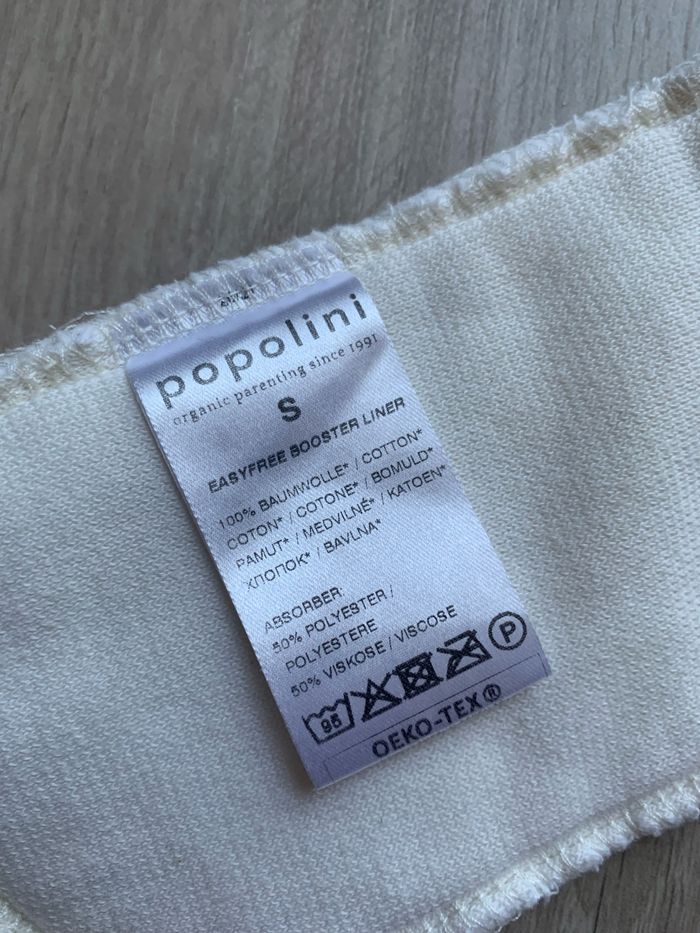 popolini
organic parenting since 1991
S
EASYFREE BOOSTER LINER
100% BAUMWOLLE* / COTTON*
COTON* / COTONE* / BOMULD*
PAMUT* / MEDVILNÉ* / KATOEN*
ХЛОПОК* / BAVLNA*
ABSORBER:
50% POLYESTER /
POLYESTERE
50% VISKOSE / VISCOSE
95
P
OEKO-TEX®